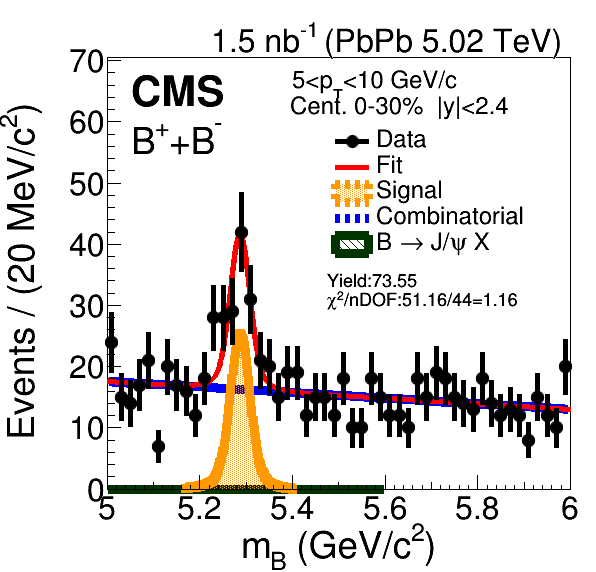 1.5 nb⁻¹ (PbPb 5.02 TeV)
CMS
B⁺+B⁻
5<p_T<10 GeV/c
Cent. 0-30% |y|<2.4
Data
Fit
Signal
Combinatorial
B → J/ψ X
Yield:73.55
χ²/nDOF:51.16/44=1.16
Events / (20 MeV/c²)
70
60
50
40
30
20
10
0
5 5.2 5.4 5.6 5.8 6
m_B (GeV/c²)